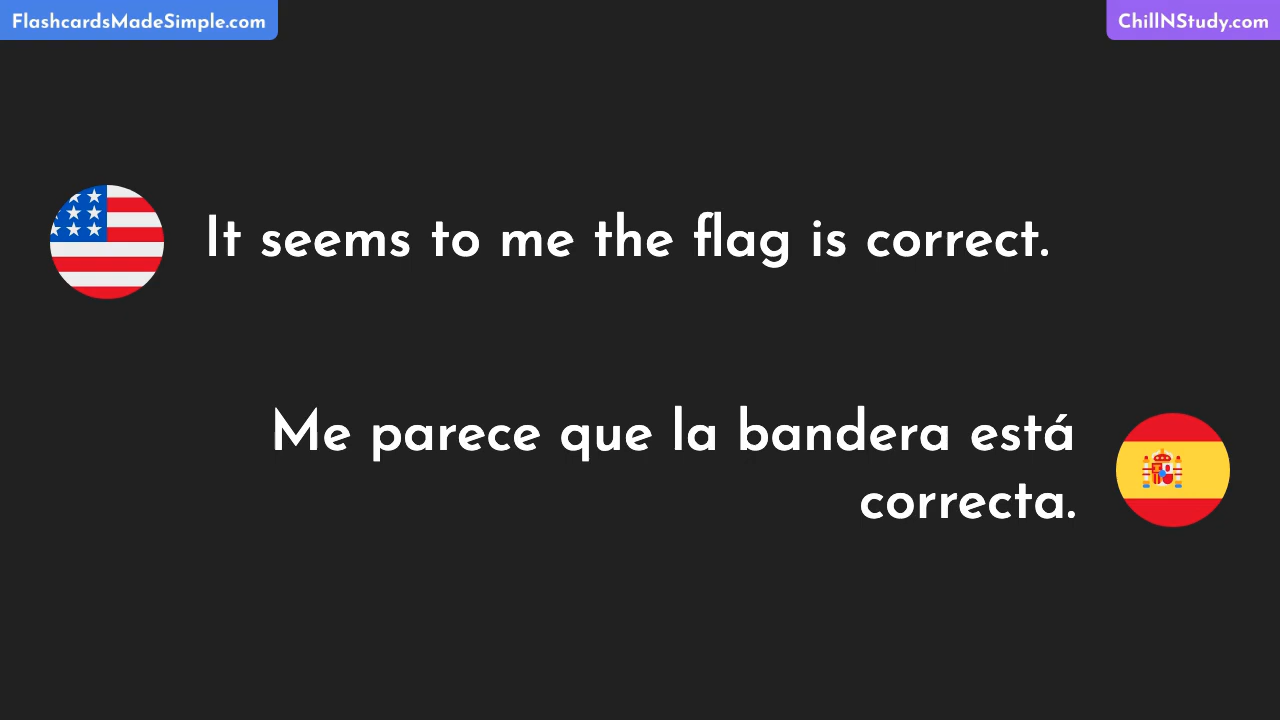 FlashcardsMadeSimple.com
ChillNStudy.com
It seems to me the flag is correct.
Me parece que la bandera está
correcta.